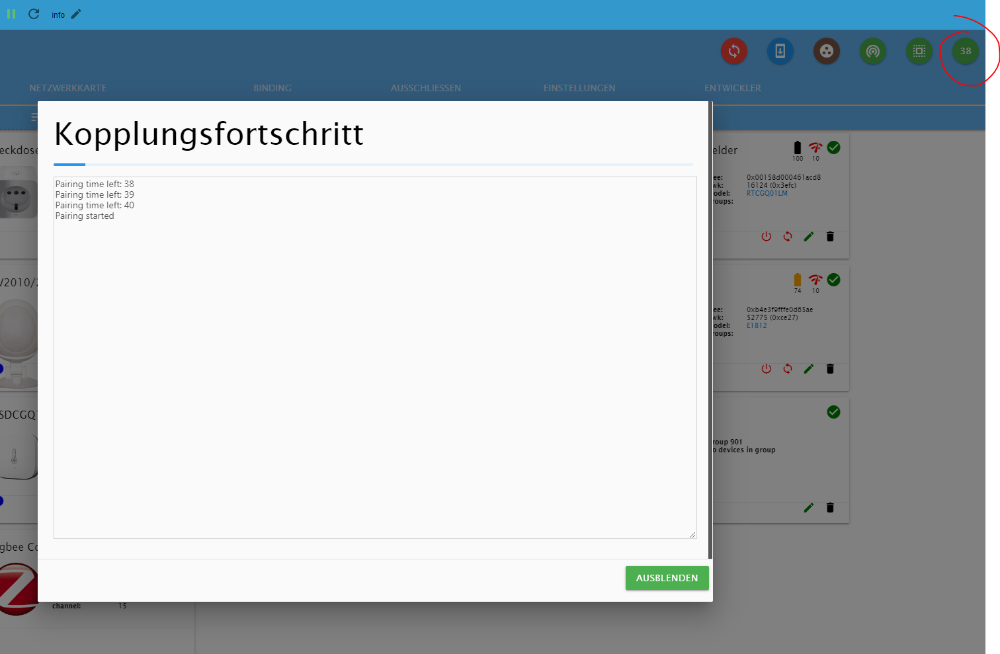 info
38
NETZWERKKARTE BINDING AUSSCHLIESSEN EINSTELLUNGEN ENTWICKLER
Kopplungsfortschritt
Pairing time left: 38
Pairing time left: 39
Pairing time left: 40
Pairing started
AUSBLENDEN
eckdose
/2010/2
SDCGQ
gbee Co
channel: 15
elder
100 10
ee: 0x00158d000461acd8
wk: 16124 (0x3efc)
odel: RTCGQ01LM
roups:
74 10
ee: 0xb4e3f9fffe0d65ae
wk: 52775 (0xce27)
odel: E1812
roups:
roup 901
o devices in group